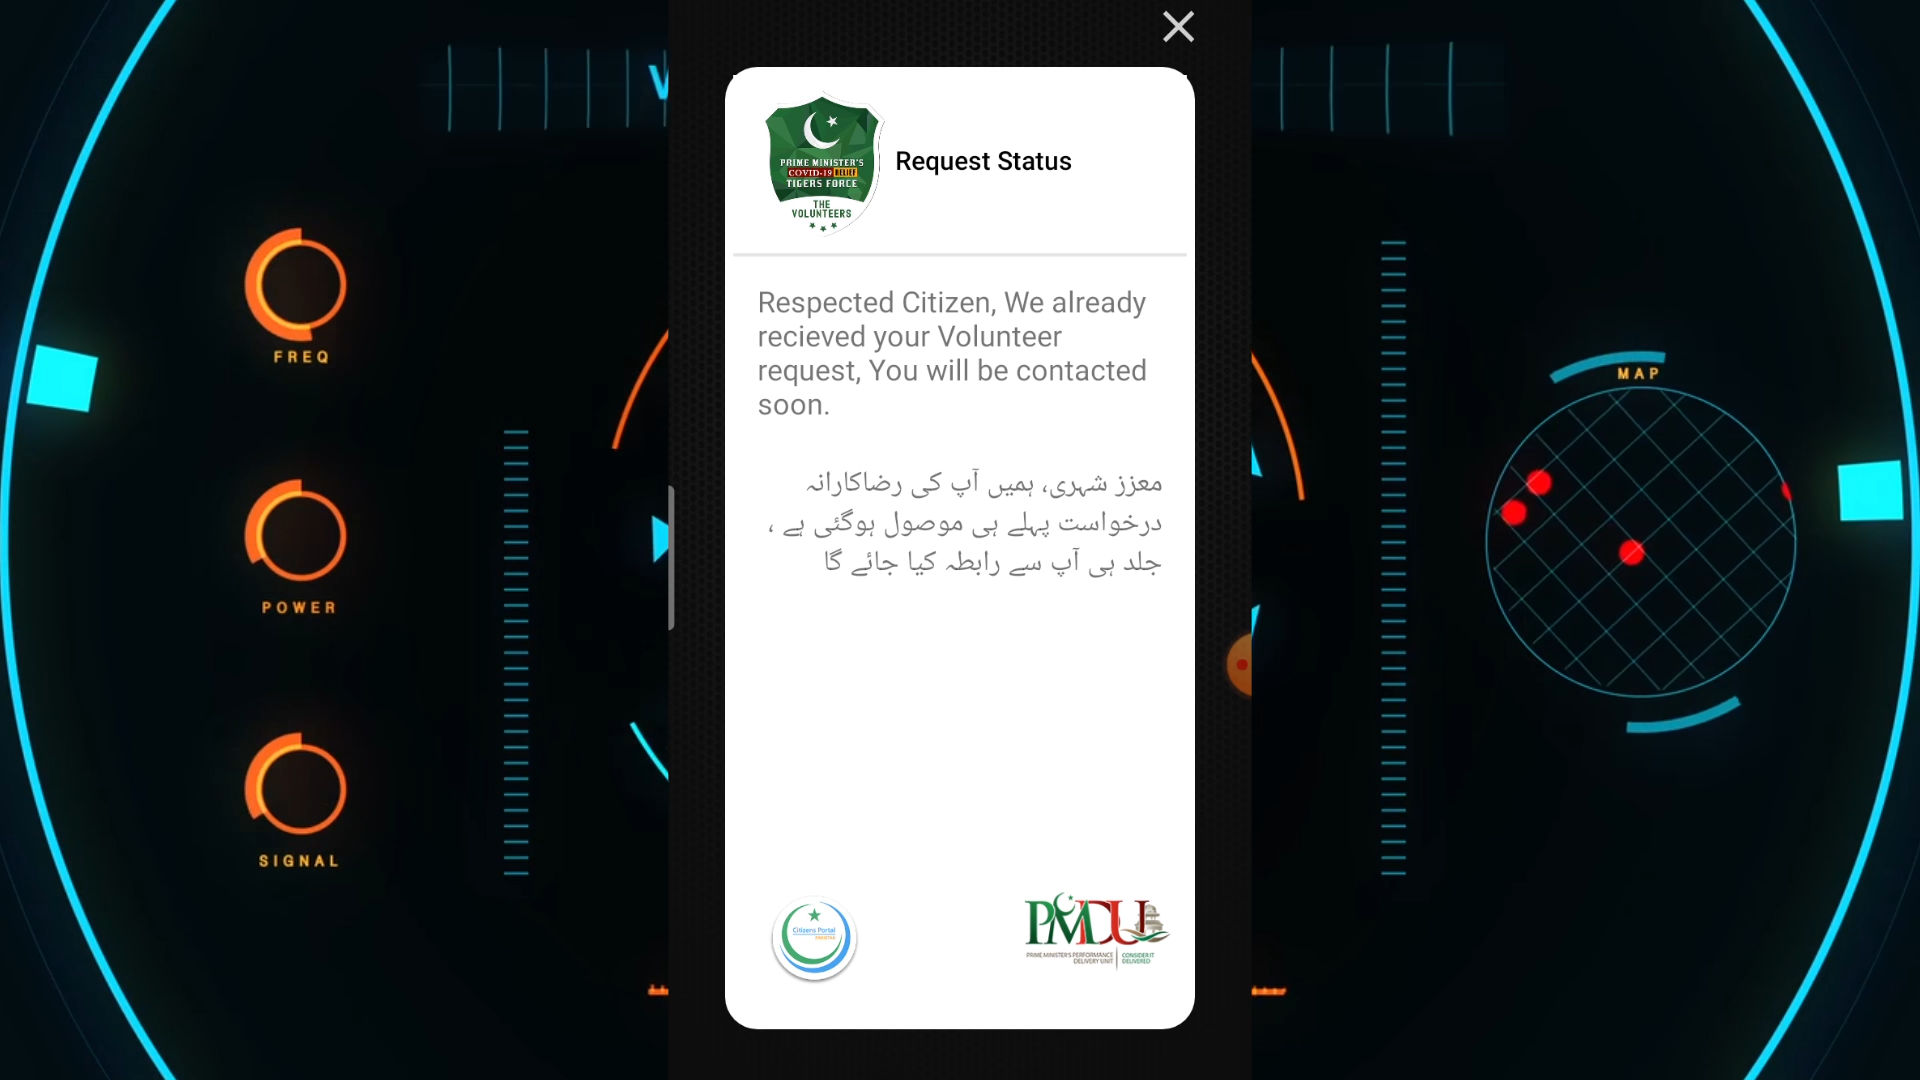 PRIME MINISTER'S
COVID-19 RELIEF
TIGERS FORCE
THE
VOLUNTEERS
Request Status
Respected Citizen, We already
recieved your Volunteer
request, You will be contacted
soon.
معزز شہری، ہمیں آپ کی رضاکارانہ
درخواست پہلے ہی موصول ہوگئی ہے ،
جلد ہی آپ سے رابطہ کیا جائے گا
Citizens Portal
PMDU
PRIME MINISTER'S PERFORMANCE
DELIVERY UNIT
CONSIDER IT
DELIVERED
FREQ
POWER
SIGNAL
MAP